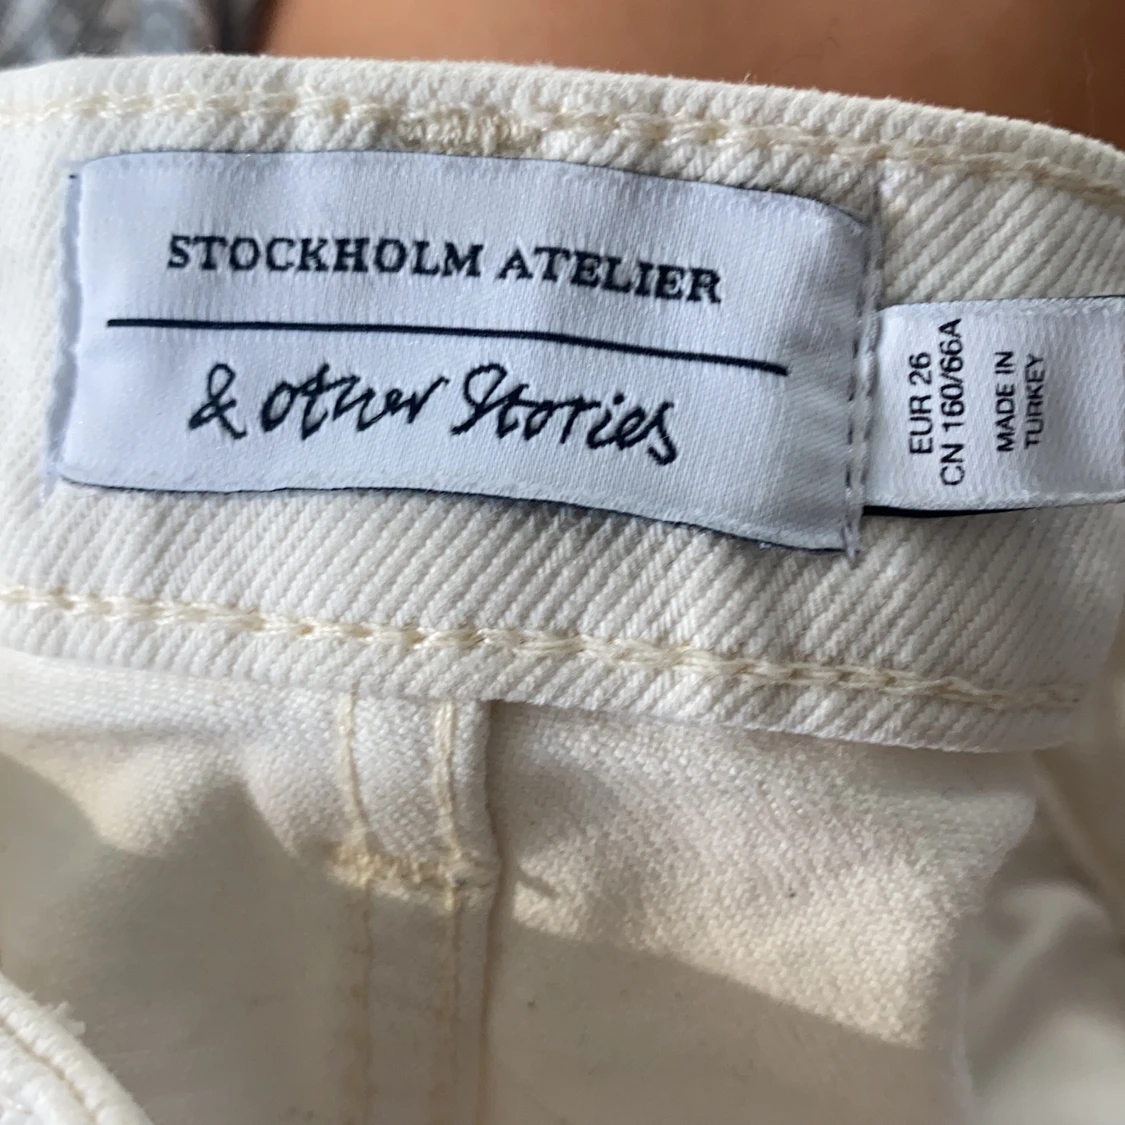 STOCKHOLM ATELIER
& other Stories
EUR 26
CN 160/66A
MADE IN
TURKEY